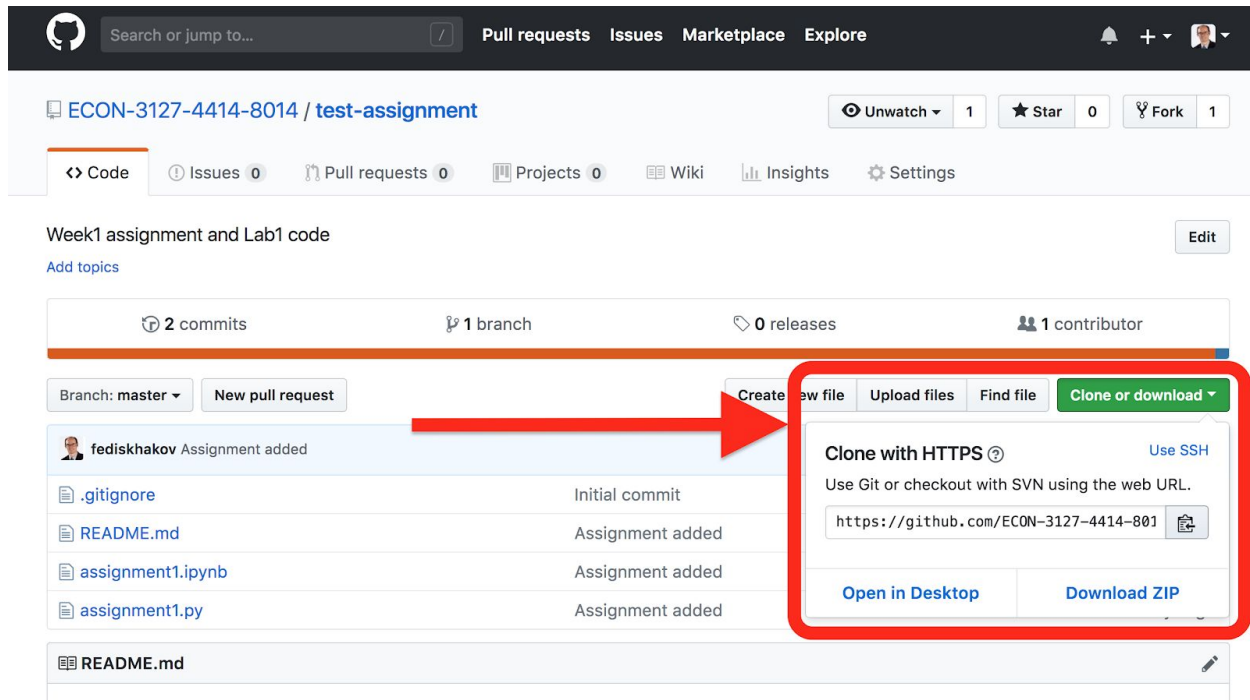 Search or jump to... / Pull requests Issues Marketplace Explore
ECON-3127-4414-8014 / test-assignment Unwatch 1 Star 0 Fork 1
Code Issues 0 Pull requests 0 Projects 0 Wiki Insights Settings
Week1 assignment and Lab1 code Edit
Add topics
2 commits 1 branch 0 releases 1 contributor
Branch: master New pull request Create file Upload files Find file Clone or download
fediskhakov Assignment added
Clone with HTTPS ? Use SSH
Use Git or checkout with SVN using the web URL.
.gitignore Initial commit
https://github.com/ECON-3127-4414-801
README.md Assignment added
assignment1.ipynb Assignment added
Open in Desktop Download ZIP
assignment1.py Assignment added
README.md